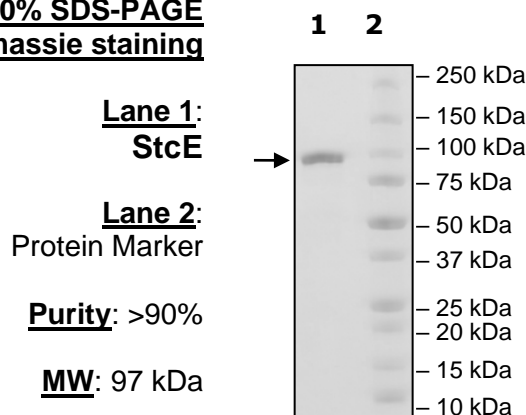 0% SDS-PAGE
massie staining
1 2
Lane 1:
StcE
Lane 2:
Protein Marker
Purity: >90%
MW: 97 kDa
– 250 kDa
– 150 kDa
– 100 kDa
– 75 kDa
– 50 kDa
– 37 kDa
– 25 kDa
– 20 kDa
– 15 kDa
– 10 kDa